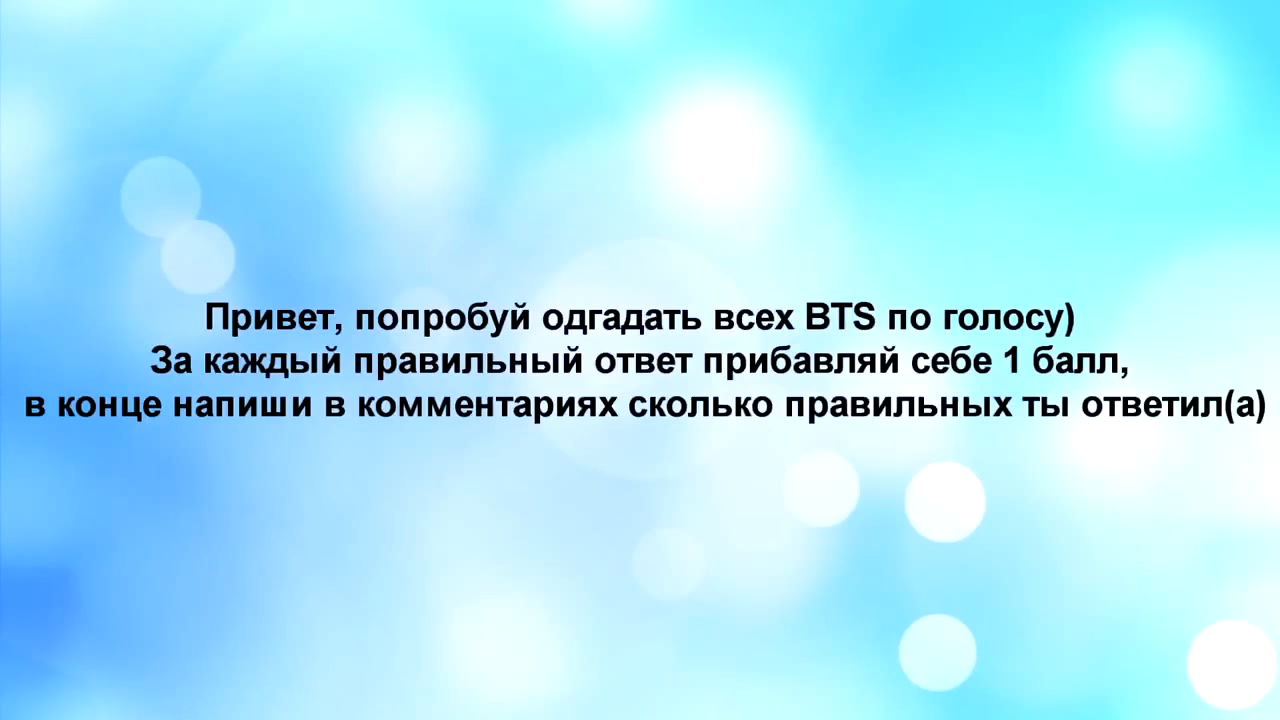 Привет, попробуй одгадать всех BTS по голосу)
За каждый правильный ответ прибавляй себе 1 балл,
в конце напиши в комментариях сколько правильных ты ответил(а)